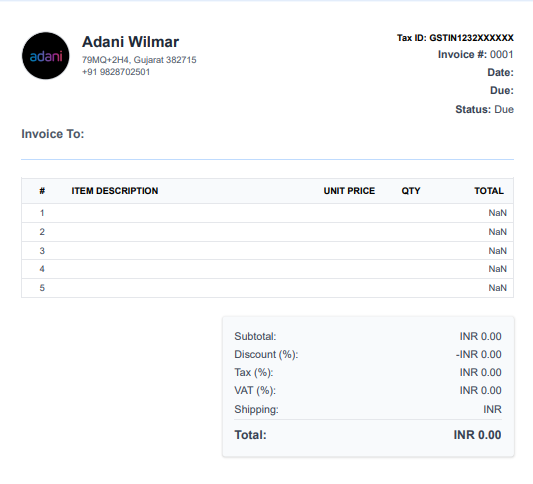 adani
Adani Wilmar
79MQ+2H4, Gujarat 382715
+91 9828702501
Tax ID: GSTIN1232XXXXXX
Invoice #: 0001
Date:
Due:
Status: Due
Invoice To:
# ITEM DESCRIPTION UNIT PRICE QTY TOTAL
1 NaN
2 NaN
3 NaN
4 NaN
5 NaN
Subtotal: INR 0.00
Discount (%): -INR 0.00
Tax (%): INR 0.00
VAT (%): INR 0.00
Shipping: INR
Total: INR 0.00